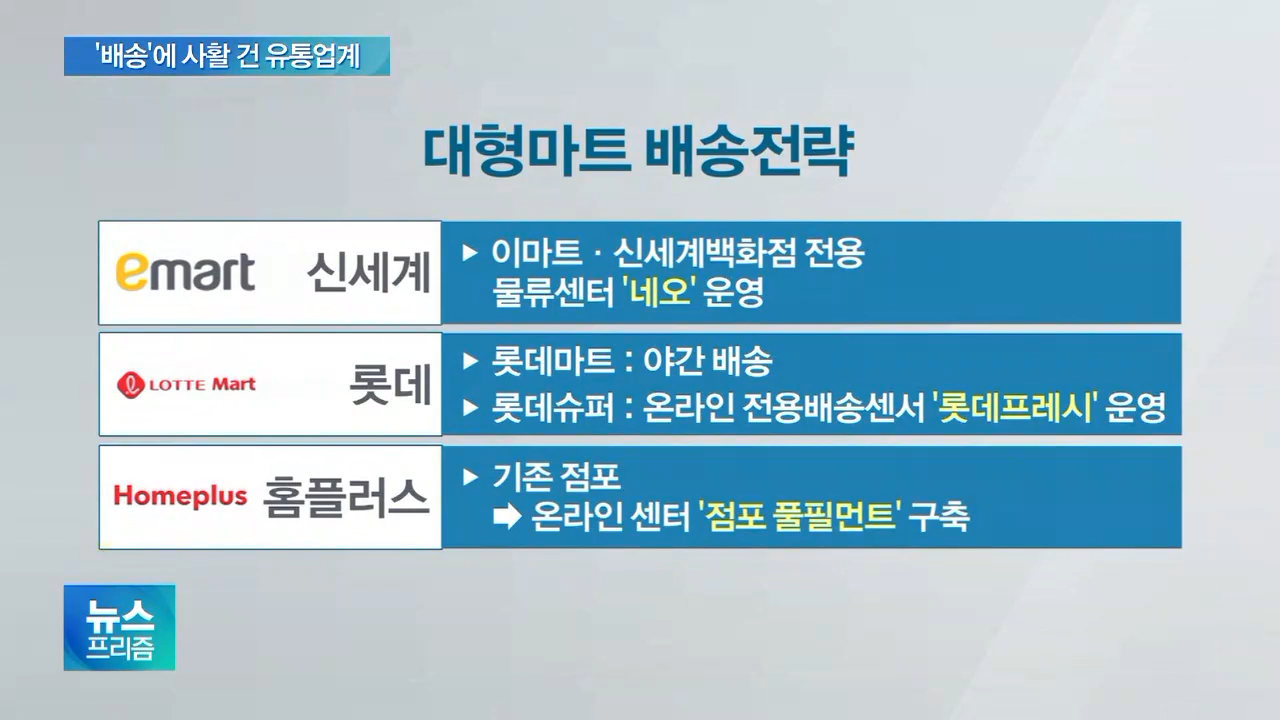 '배송'에 사활 건 유통업계
대형마트 배송전략
emart 신세계
▶ 이마트 · 신세계백화점 전용
물류센터 '네오' 운영
LOTTE Mart 롯데
▶ 롯데마트 : 야간 배송
▶ 롯데슈퍼 : 온라인 전용배송센서 '롯데프레시' 운영
Homeplus 홈플러스
▶ 기존 점포
➡ 온라인 센터 '점포 풀필먼트' 구축
뉴스
프리즘